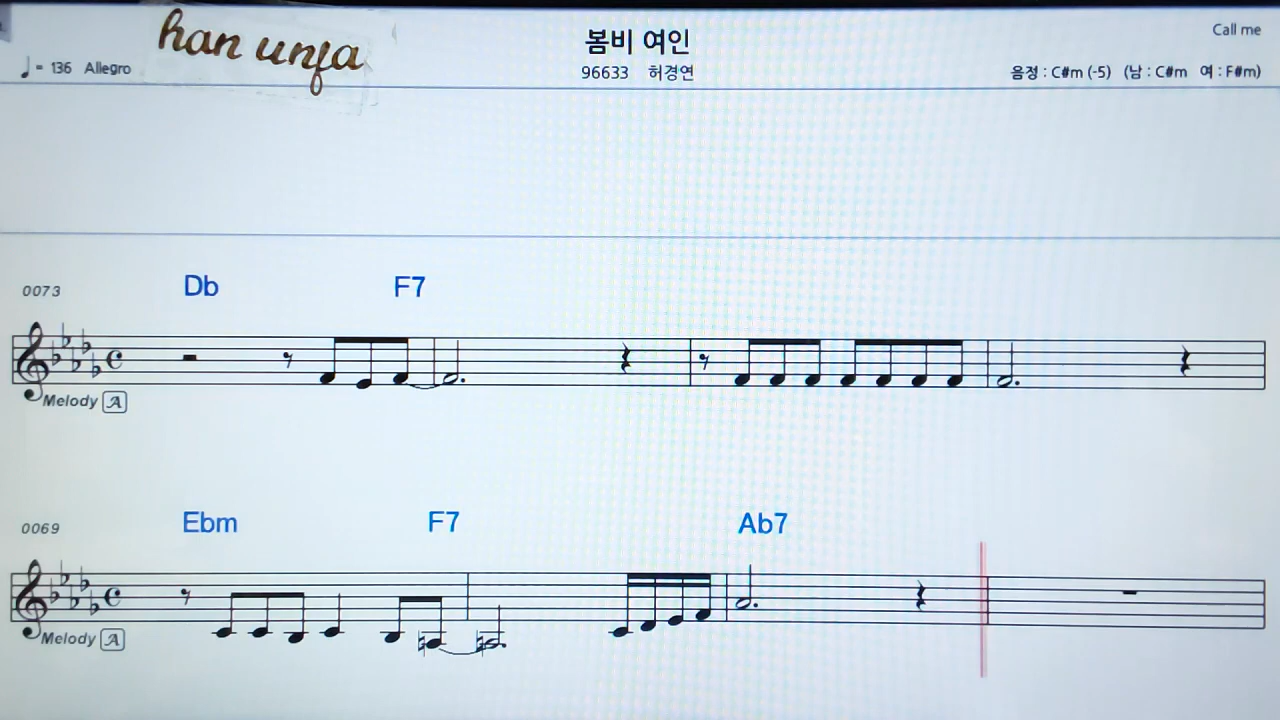 han unja
봄비 여인
Call me
♩= 136 Allegro
96633 허경연
음정 : C#m (-5) (남 : C#m 여 : F#m)
0073
Db F7
Melody A
0069
Ebm F7 Ab7
Melody A